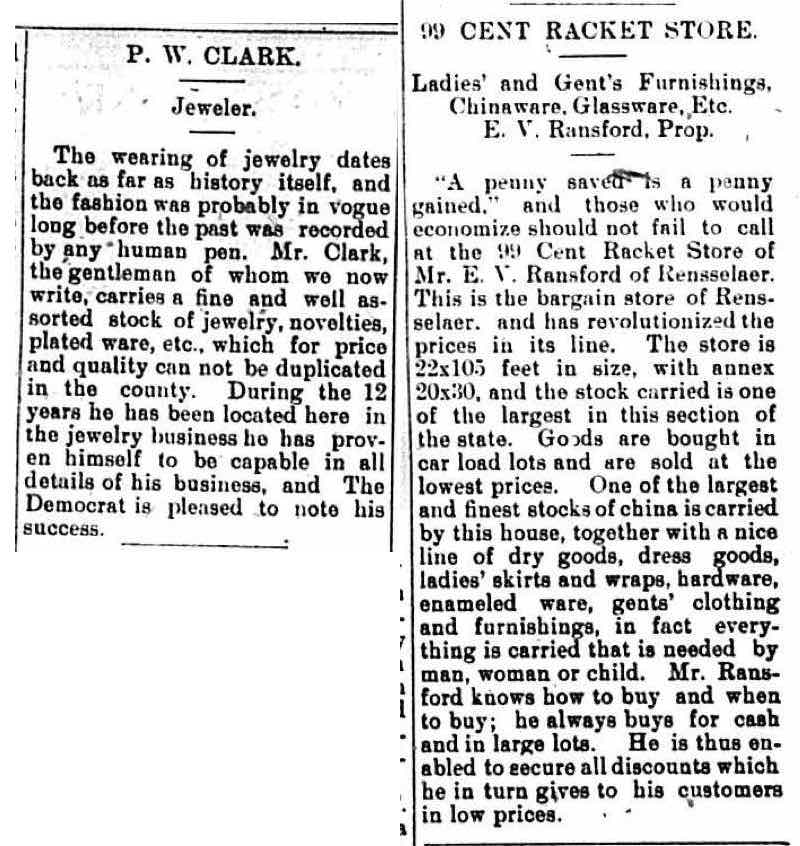 P. W. CLARK.
Jeweler.
The wearing of jewelry dates
back as far as history itself, and
the fashion was probably in vogue
long before the past was recorded
by any human pen. Mr. Clark,
the gentleman of whom we now
write, carries a fine and well as-
sorted stock of jewelry, novelties,
plated ware, etc., which for price
and quality can not be duplicated
in the county. During the 12
years he has been located here in
the jewelry business he has prov-
en himself to be capable in all
details of his business, and The
Democrat is pleased to note his
success.
99 CENT RACKET STORE.
Ladies' and Gent's Furnishings,
Chinaware, Glassware, Etc.
E. V. Ransford, Prop.
"A penny saved is a penny
gained," and those who would
economize should not fail to call
at the 99 Cent Racket Store of
Mr. E. V. Ransford of Rensselaer.
This is the bargain store of Rens-
selaer. and has revolutionized the
prices in its line. The store is
22x105 feet in size, with annex
20x30, and the stock carried is one
of the largest in this section of
the state. Goods are bought in
car load lots and are sold at the
lowest prices. One of the largest
and finest stocks of china is carried
by this house, together with a nice
line of dry goods, dress goods,
ladies' skirts and wraps, hardware,
enameled ware, gents' clothing
and furnishings, in fact every-
thing is carried that is needed by
man, woman or child. Mr. Rans-
ford knows how to buy and when
to buy; he always buys for cash
and in large lots. He is thus en-
abled to secure all discounts which
he in turn gives to his customers
in low prices.